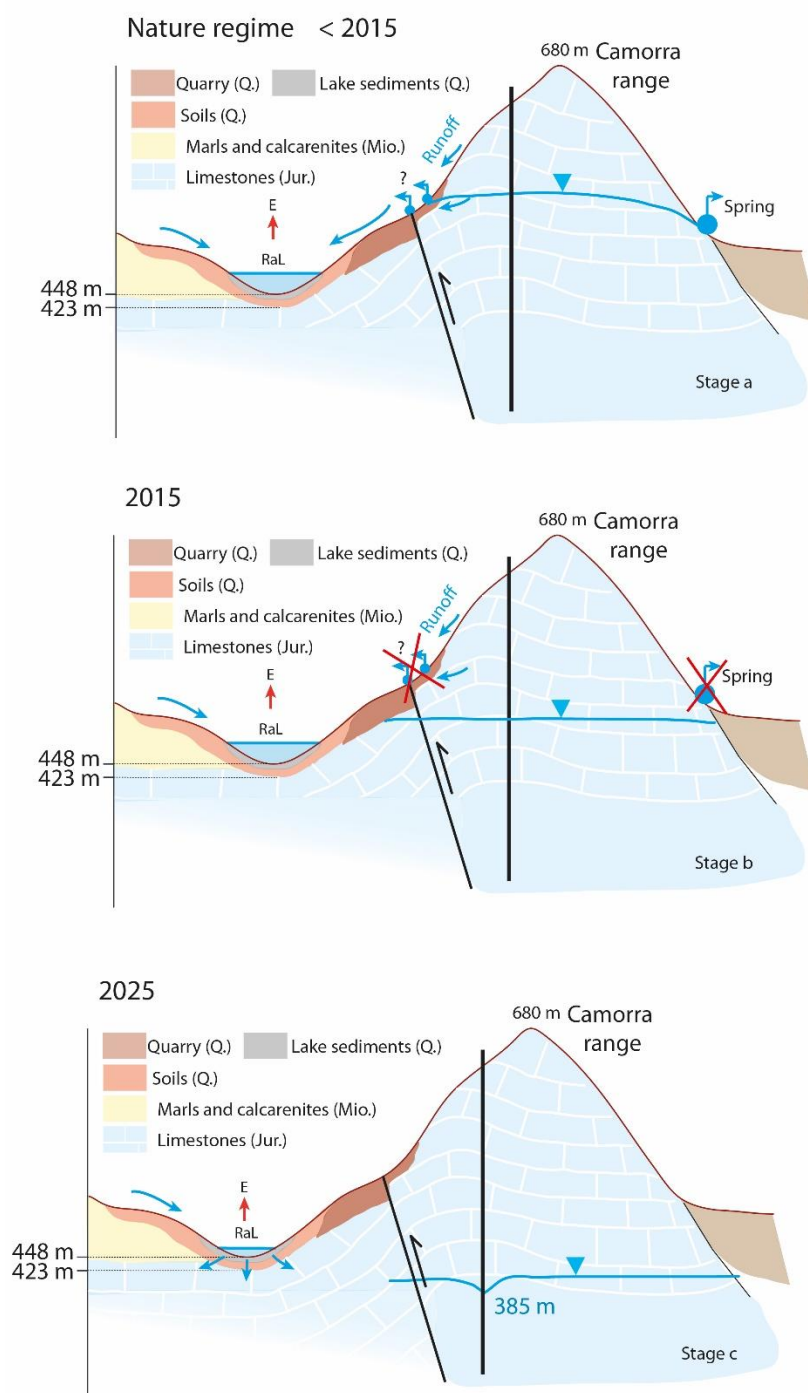 Nature regime < 2015
680 m Camorra
range
Quarry (Q.) Lake sediments (Q.)
Soils (Q.)
Marls and calcarenites (Mio.)
Limestones (Jur.)
Runoff
?
E
RaL
Spring
448 m
423 m
Stage a
2015
680 m Camorra
range
Quarry (Q.) Lake sediments (Q.)
Soils (Q.)
Marls and calcarenites (Mio.)
Limestones (Jur.)
Runoff
?
E
RaL
Spring
448 m
423 m
Stage b
2025
680 m Camorra
range
Quarry (Q.) Lake sediments (Q.)
Soils (Q.)
Marls and calcarenites (Mio.)
Limestones (Jur.)
E
RaL
448 m
423 m
385 m
Stage c